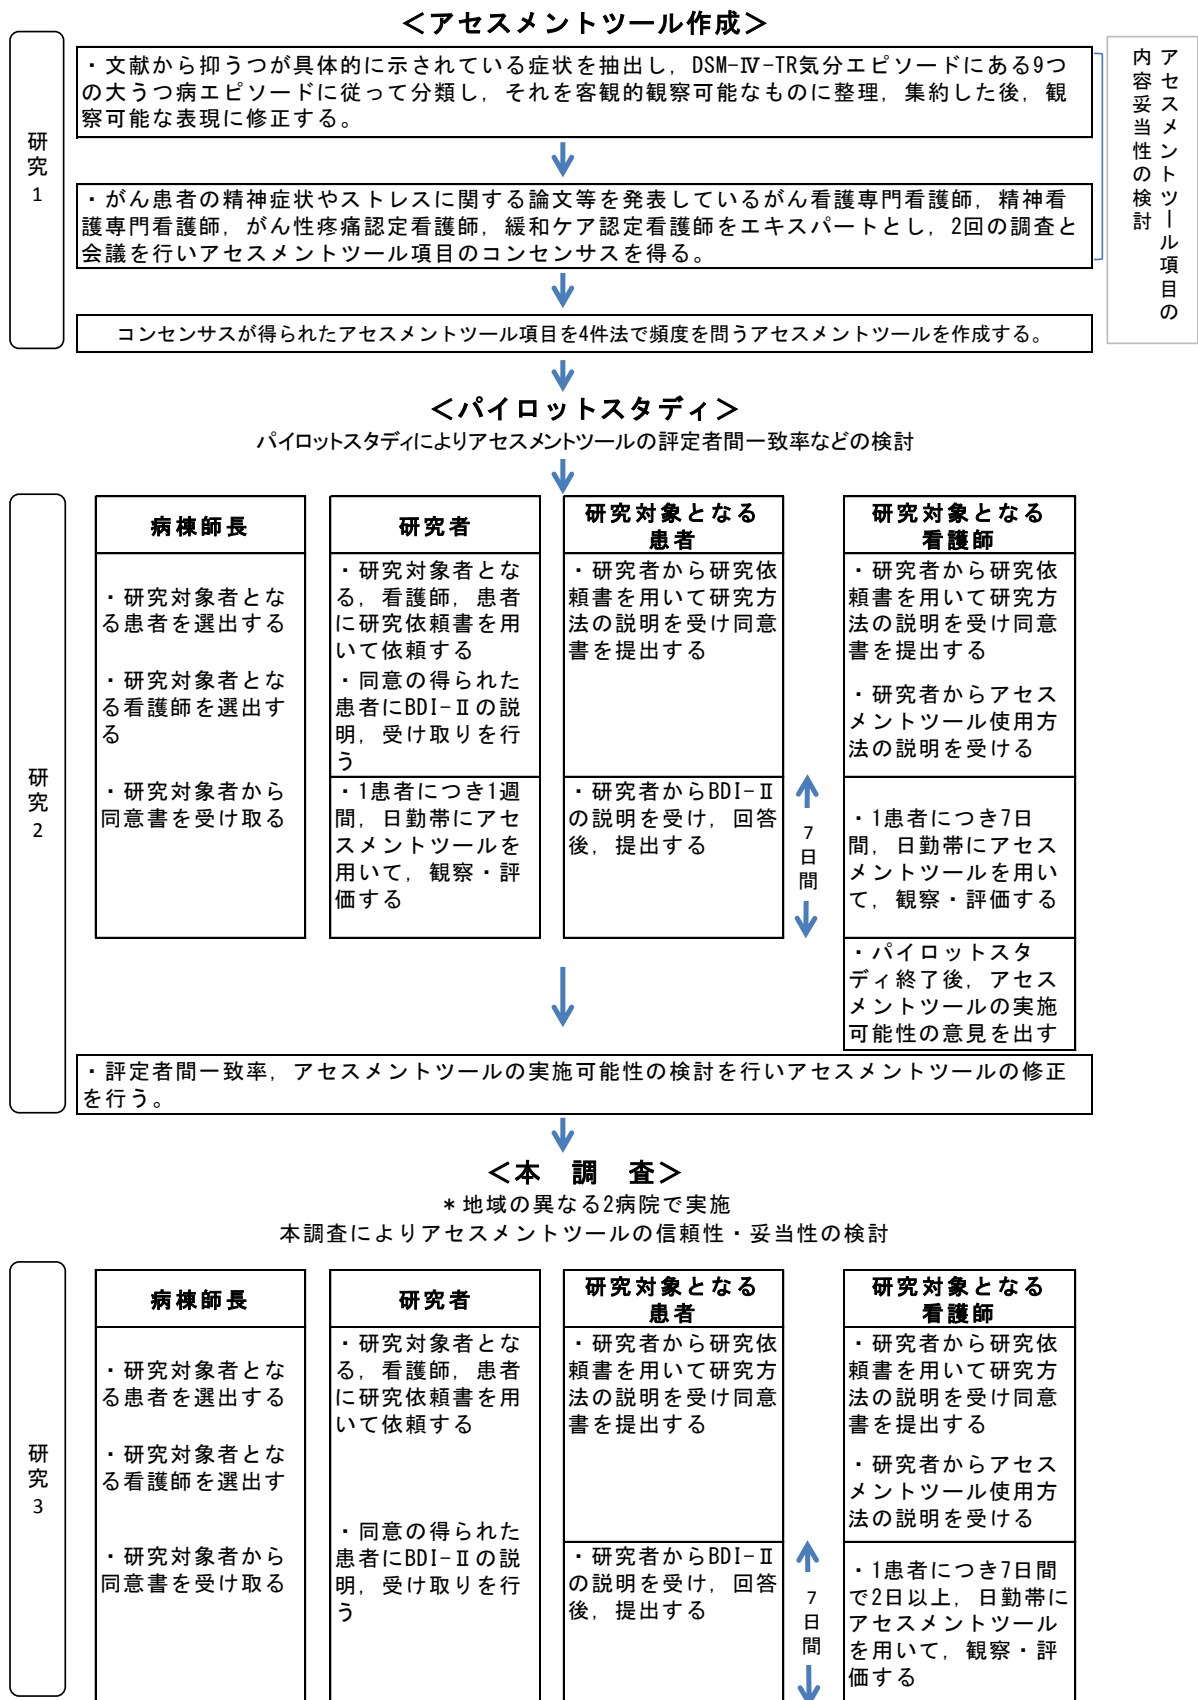 ＜アセスメントツール作成＞
研究1
・文献から抑うつが具体的に示されている症状を抽出し，DSM-Ⅳ-TR気分エピソードにある9つ
の大うつ病エピソードに従って分類し，それを客観的観察可能なものに整理，集約した後，観
察可能な表現に修正する。
アセスメントツール項目の
内容妥当性の検討
・がん患者の精神症状やストレスに関する論文等を発表しているがん看護専門看護師，精神看
護専門看護師，がん性疼痛認定看護師，緩和ケア認定看護師をエキスパートとし，2回の調査と
会議を行いアセスメントツール項目のコンセンサスを得る。
コンセンサスが得られたアセスメントツール項目を4件法で頻度を問うアセスメントツールを作成する。
＜パイロットスタディ＞
パイロットスタディによりアセスメントツールの評定者間一致率などの検討
研究2
病棟師長
・研究対象者とな
る患者を選出する
・研究対象者とな
る看護師を選出す
る
・研究対象者から
同意書を受け取る
研究者
・研究対象者とな
る，看護師，患者
に研究依頼書を用
いて依頼する
・同意の得られた
患者にBDI-Ⅱの説
明，受け取りを行
う
・1患者につき1週
間，日勤帯にアセ
スメントツールを
用いて，観察・評
価する
研究対象となる
患者
・研究者から研究依
頼書を用いて研究方
法の説明を受け同意
書を提出する
・研究者からBDI-Ⅱ
の説明を受け，回答
後，提出する
7日間
研究対象となる
看護師
・研究者から研究依
頼書を用いて研究方
法の説明を受け同意
書を提出する
・研究者からアセス
メントツール使用方
法の説明を受ける
・1患者につき7日
間，日勤帯にアセス
メントツールを用い
て，観察・評価する
・パイロットスタ
ディ終了後，アセス
メントツールの実施
可能性の意見を出す
・評定者間一致率，アセスメントツールの実施可能性の検討を行いアセスメントツールの修正
を行う。
＜本　調　査＞
＊地域の異なる2病院で実施
本調査によりアセスメントツールの信頼性・妥当性の検討
研究3
病棟師長
・研究対象者とな
る患者を選出する
・研究対象者とな
る看護師を選出す
・研究対象者から
同意書を受け取る
研究者
・研究対象者とな
る，看護師，患者
に研究依頼書を用
いて依頼する
・同意の得られた
患者にBDI-Ⅱの説
明，受け取りを行
う
研究対象となる
患者
・研究者から研究依
頼書を用いて研究方
法の説明を受け同意
書を提出する
・研究者からBDI-Ⅱ
の説明を受け，回答
後，提出する
7日間
研究対象となる
看護師
・研究者から研究依
頼書を用いて研究方
法の説明を受け同意
書を提出する
・研究者からアセス
メントツール使用方
法の説明を受ける
・1患者につき7日間
で2日以上，日勤帯に
アセスメントツール
を用いて，観察・評
価する